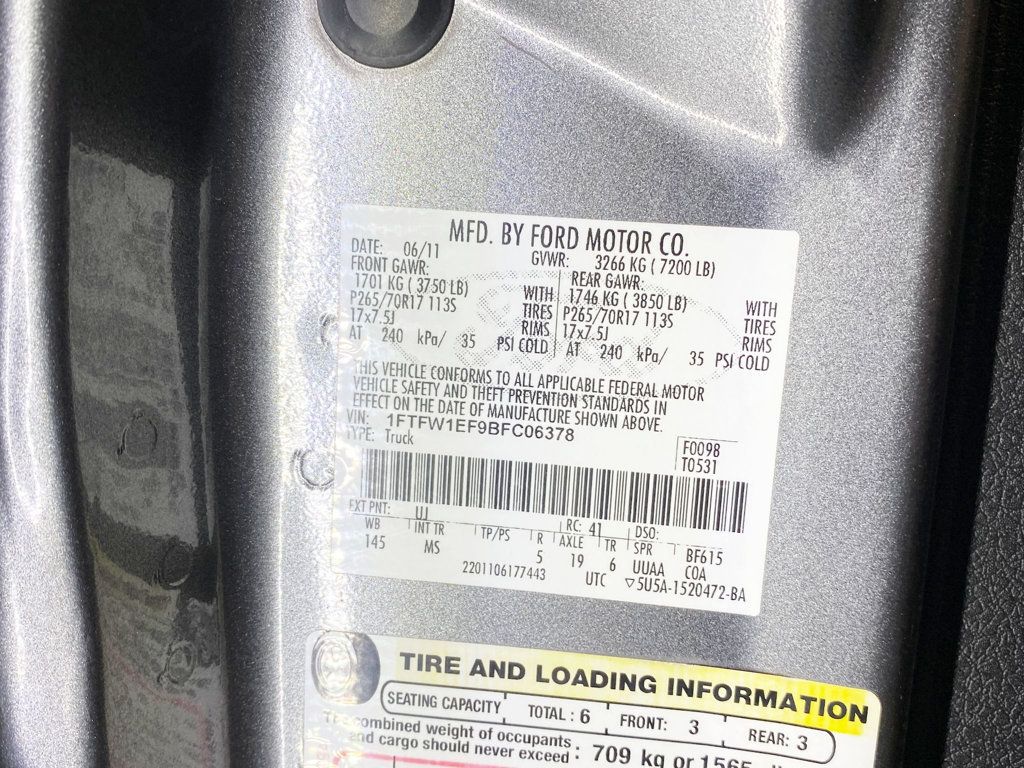 MFD. BY FORD MOTOR CO.
DATE: 06/11 GVWR: 3266 KG ( 7200 LB)
FRONT GAWR: REAR GAWR:
1701 KG ( 3750 LB) WITH 1746 KG ( 3850 LB) WITH
P265/70R17 113S TIRES P265/70R17 113S TIRES
17x7.5J RIMS 17x7.5J RIMS
AT 240 kPa/ 35 PSI COLD AT 240 kPa/ 35 PSI COLD
THIS VEHICLE CONFORMS TO ALL APPLICABLE FEDERAL MOTOR
VEHICLE SAFETY AND THEFT PREVENTION STANDARDS IN
EFFECT ON THE DATE OF MANUFACTURE SHOWN ABOVE.
VIN: 1FTFW1EF9BFC06378
TYPE: Truck
F0098
T0531
EXT PNT: UJ RC: 41 DSO:
WB INT TR TP/PS R AXLE TR SPR BF615
145 MS 5 19 6 UUAA COA
2201106177443 UTC ▽5U5A-1520472-BA
TIRE AND LOADING INFORMATION
SEATING CAPACITY TOTAL : 6 FRONT: 3 REAR: 3
The combined weight of occupants
and cargo should never exceed : 709 kg or 1565